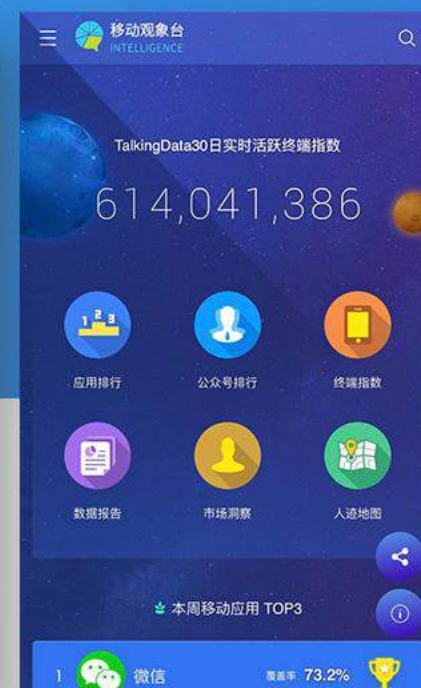 移动观象台
INTELLIGENCE
TalkingData30日实时活跃终端指数
614,041,386
1 2 3
应用排行
公众号排行
终端指数
数据报告
市场洞察
人迹地图
本周移动应用 TOP3
1 微信 覆盖率 73.2%